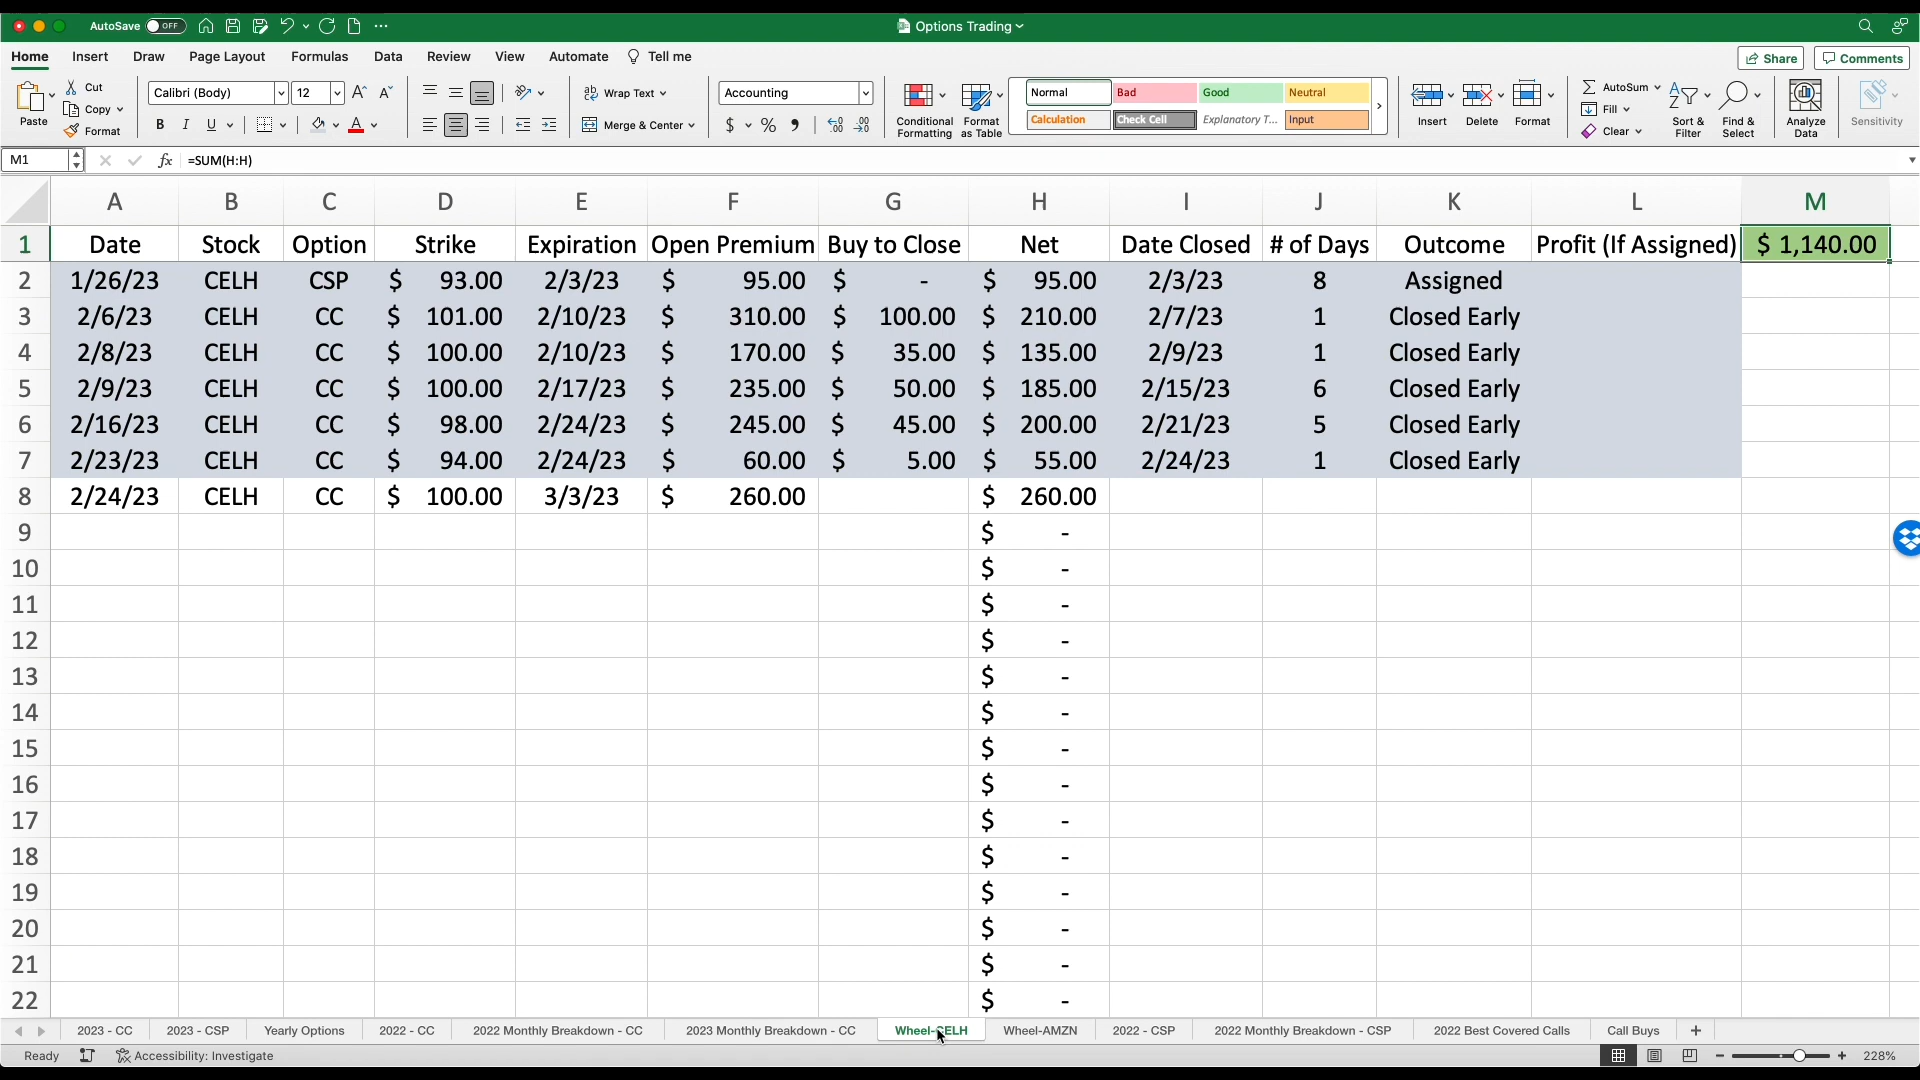 AutoSave OFF ... Options Trading
Home Insert Draw Page Layout Formulas Data Review View Automate Tell me Share Comments
Paste Cut Copy Format
Calibri (Body) 12 A A
B I U A
Wrap Text
Merge & Center
Accounting
$ % 9
Conditional Formatting Format as Table
Normal Bad Good Neutral
Calculation Check Cell Explanatory T... Input
Insert Delete Format
AutoSum Fill Clear
Sort & Filter Find & Select Analyze Data Sensitivity
M1 fx =SUM(H:H)
A B C D E F G H I J K L M
1 Date Stock Option Strike Expiration Open Premium Buy to Close Net Date Closed # of Days Outcome Profit (If Assigned) $ 1,140.00
2 1/26/23 CELH CSP $ 93.00 2/3/23 $ 95.00 $ - $ 95.00 2/3/23 8 Assigned
3 2/6/23 CELH CC $ 101.00 2/10/23 $ 310.00 $ 100.00 $ 210.00 2/7/23 1 Closed Early
4 2/8/23 CELH CC $ 100.00 2/10/23 $ 170.00 $ 35.00 $ 135.00 2/9/23 1 Closed Early
5 2/9/23 CELH CC $ 100.00 2/17/23 $ 235.00 $ 50.00 $ 185.00 2/15/23 6 Closed Early
6 2/16/23 CELH CC $ 98.00 2/24/23 $ 245.00 $ 45.00 $ 200.00 2/21/23 5 Closed Early
7 2/23/23 CELH CC $ 94.00 2/24/23 $ 60.00 $ 5.00 $ 55.00 2/24/23 1 Closed Early
8 2/24/23 CELH CC $ 100.00 3/3/23 $ 260.00 $ 260.00
9 $ -
10 $ -
11 $ -
12 $ -
13 $ -
14 $ -
15 $ -
16 $ -
17 $ -
18 $ -
19 $ -
20 $ -
21 $ -
22 $ -
2023 - CC 2023 - CSP Yearly Options 2022 - CC 2022 Monthly Breakdown - CC 2023 Monthly Breakdown - CC Wheel-CELH Wheel-AMZN 2022 - CSP 2022 Monthly Breakdown - CSP 2022 Best Covered Calls Call Buys +
Ready Accessibility: Investigate - + 228%